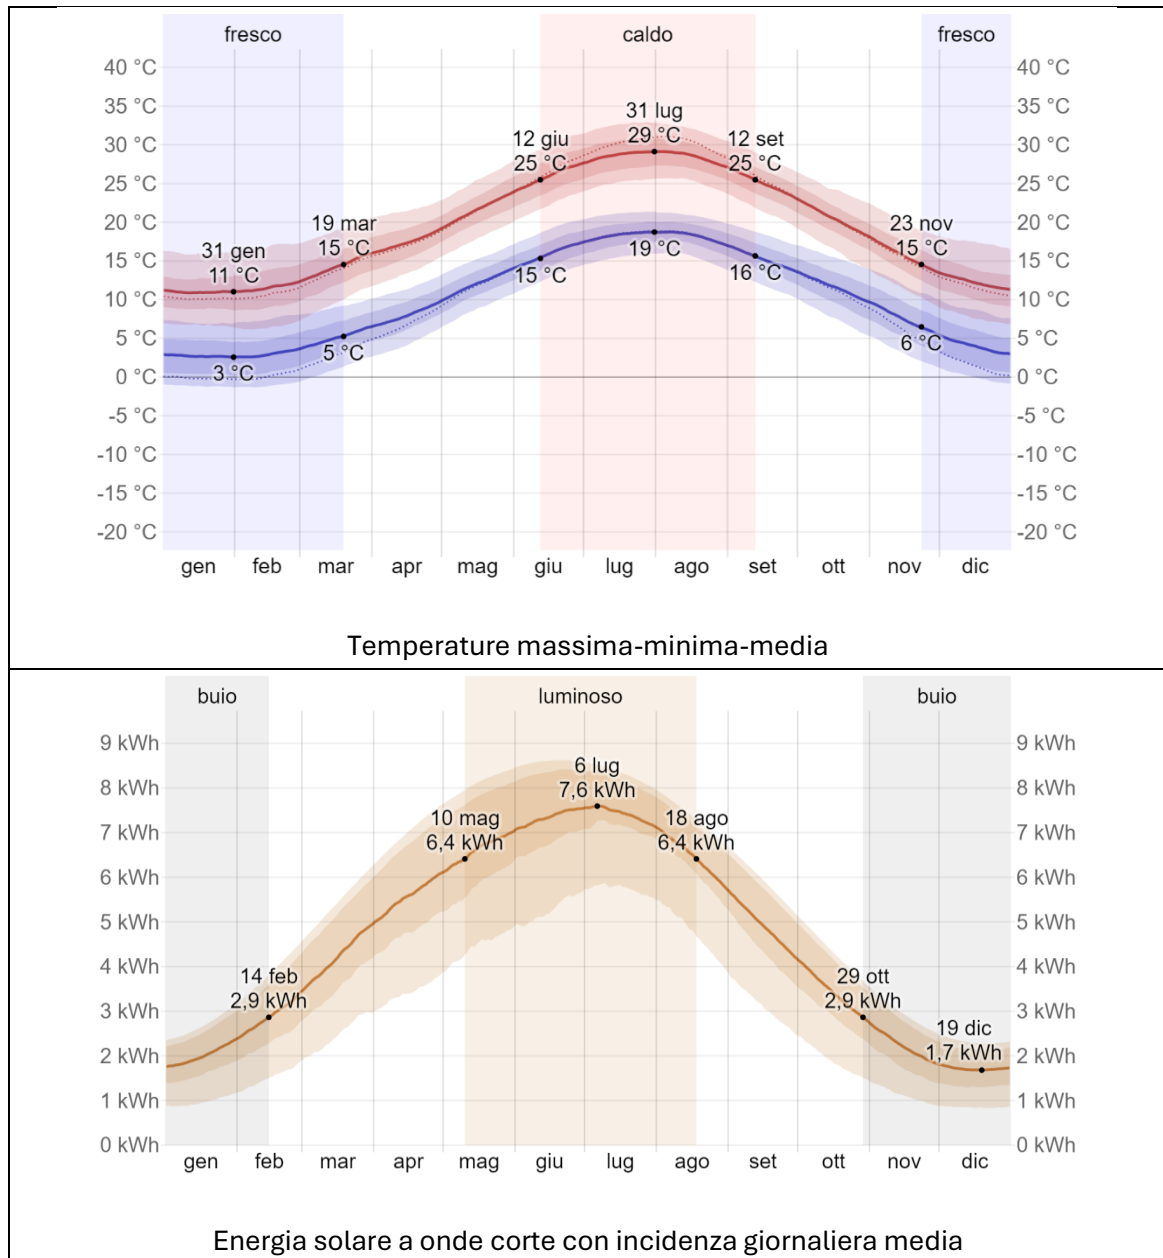 fresco caldo fresco
40 °C 40 °C
35 °C 35 °C
31 lug
12 giu 29 °C 12 set
30 °C 30 °C
25 °C 25 °C
25 °C 25 °C
19 mar 23 nov
20 °C 20 °C
31 gen 15 °C 15 °C
15 °C 19 °C 15 °C
11 °C 15 °C 16 °C
10 °C 10 °C
5 °C 5 °C
5 °C 6 °C
3 °C
0 °C 0 °C
-5 °C -5 °C
-10 °C -10 °C
-15 °C -15 °C
-20 °C -20 °C
gen feb mar apr mag giu lug ago set ott nov dic
Temperature massima-minima-media
buio luminoso buio
9 kWh 9 kWh
6 lug
8 kWh 7,6 kWh 8 kWh
10 mag 18 ago
7 kWh 7 kWh
6,4 kWh 6,4 kWh
6 kWh 6 kWh
5 kWh 5 kWh
4 kWh 4 kWh
14 feb 29 ott
2,9 kWh 2,9 kWh
3 kWh 3 kWh
19 dic
2 kWh 1,7 kWh 2 kWh
1 kWh 1 kWh
0 kWh 0 kWh
gen feb mar apr mag giu lug ago set ott nov dic
Energia solare a onde corte con incidenza giornaliera media